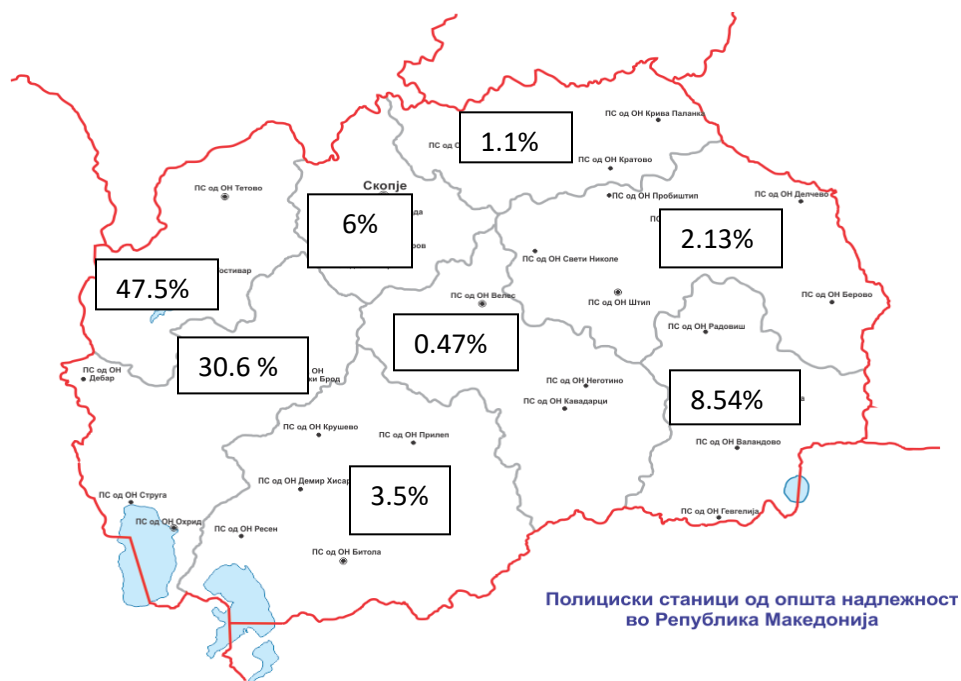 ПС од ОН Крива Паланка
1.1%
ПС од ОН Кратово
ПС од ОН Тетово
Скопје
ПС од ОН Пробиштип
ПС од ОН Делчево
6%
2.13%
ПС од ОН Свети Николе
47.5%
ПС од ОН Велес
ПС од ОН Штип
ПС од ОН Берово
ПС од ОН Радовиш
0.47%
30.6 %
ПС од ОН
Дебар
ОН
Брод
ПС од ОН Неготино
8.54%
ПС од ОН Кавадарци
ПС од ОН Крушево
ПС од ОН Прилеп
ПС од ОН Валандово
3.5%
ПС од ОН Демир Хисар
ПС од ОН Струга
ПС од ОН Охрид
ПС од ОН Ресен
ПС од ОН Гевгелија
ПС од ОН Битола
Полициски станици од општа надлежност
во Република Македонија